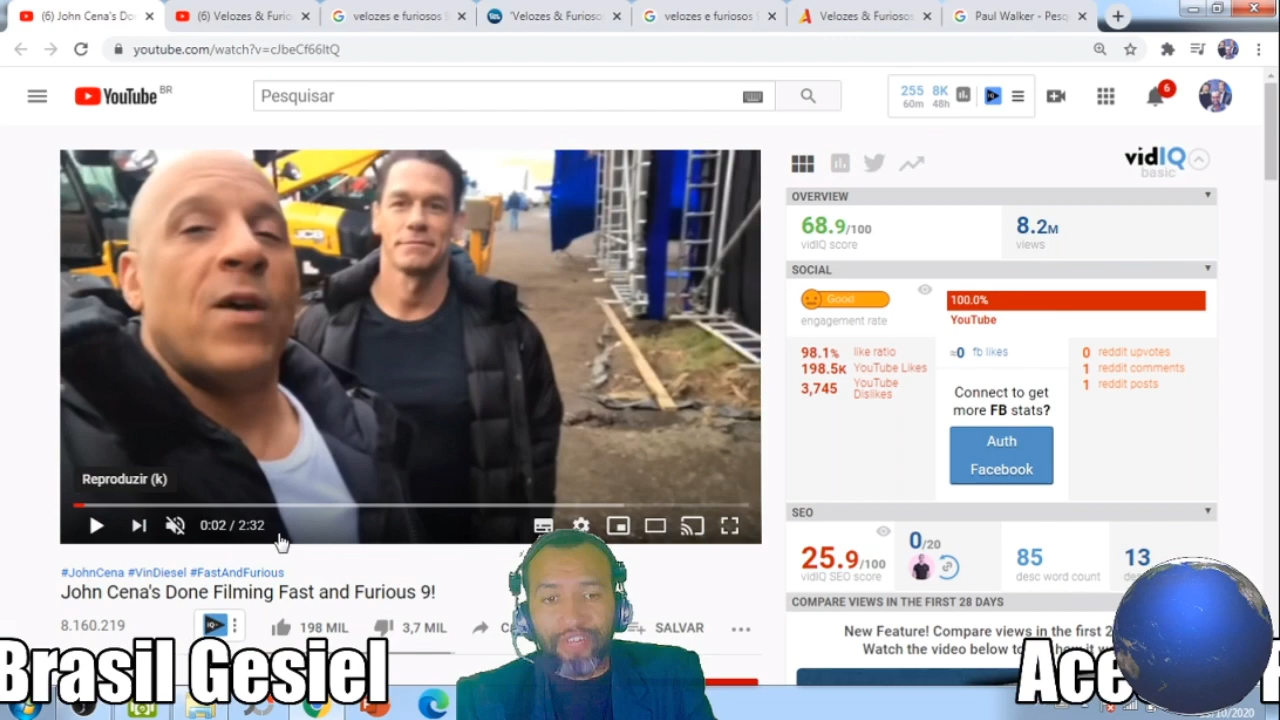 (6) John Cena's Do
(6) Velozes & Furio
velozes e furiosos
Velozes & Furioso
velozes e furiosos
Velozes & Furiosos
Paul Walker - Pesq
youtube.com/watch?v=cJbeCf66ltQ
YouTube BR
Pesquisar
255 8K
60m 48h
6
vidIQ
basic
OVERVIEW
68.9/100
vidIQ score
8.2M
views
SOCIAL
Good
engagement rate
100.0%
YouTube
98.1% like ratio
198.5K YouTube Likes
3,745 YouTube Dislikes
≈0 fb likes
Connect to get
more FB stats?
Auth
Facebook
0 reddit upvotes
1 reddit comments
1 reddit posts
Reproduzir (k)
0:02 / 2:32
SEO
25.9/100
vidIQ SEO score
0/20
85
desc word count
13
COMPARE VIEWS IN THE FIRST 28 DAYS
New Feature! Compare views in the first 2
Watch the video below to
#JohnCena #VinDiesel #FastAndFurious
John Cena's Done Filming Fast and Furious 9!
8.160.219
198 MIL
3,7 MIL
SALVAR
Brasil Gesiel
Ace